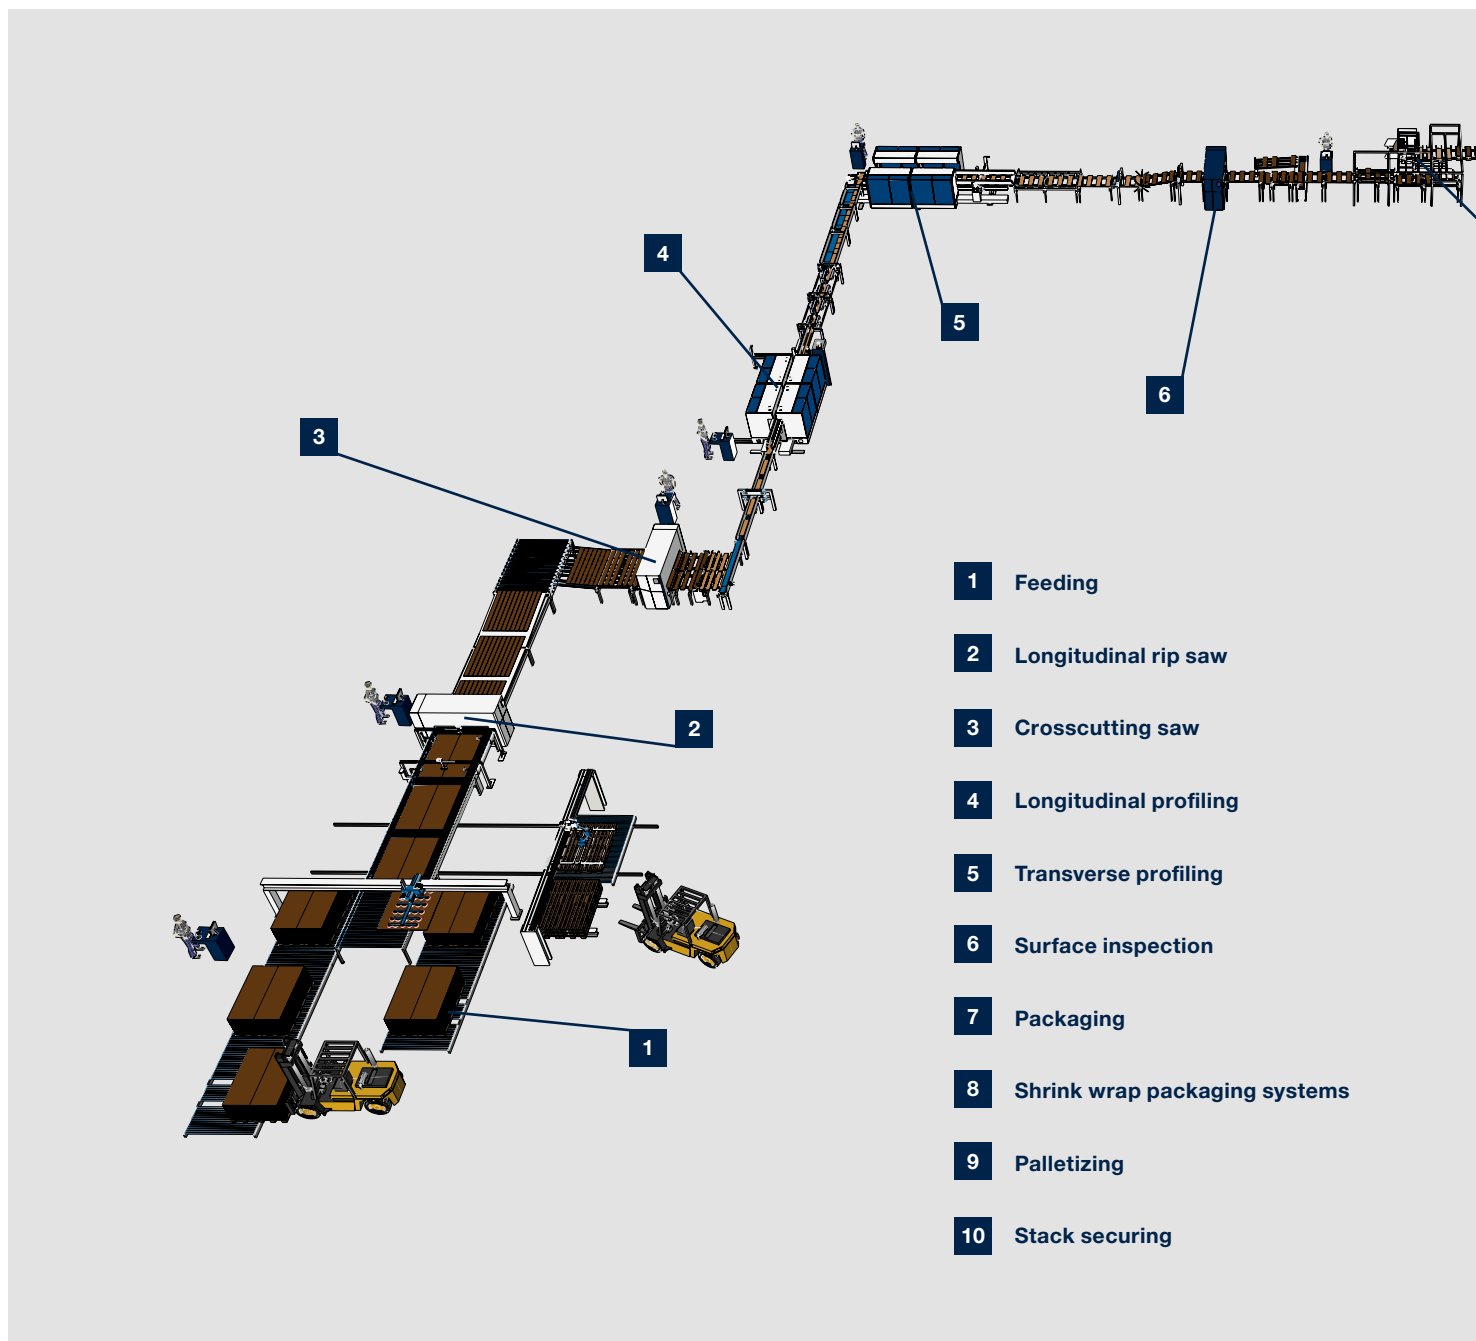 4
5
6
3
2
1
1 Feeding
2 Longitudinal rip saw
3 Crosscutting saw
4 Longitudinal profiling
5 Transverse profiling
6 Surface inspection
7 Packaging
8 Shrink wrap packaging systems
9 Palletizing
10 Stack securing